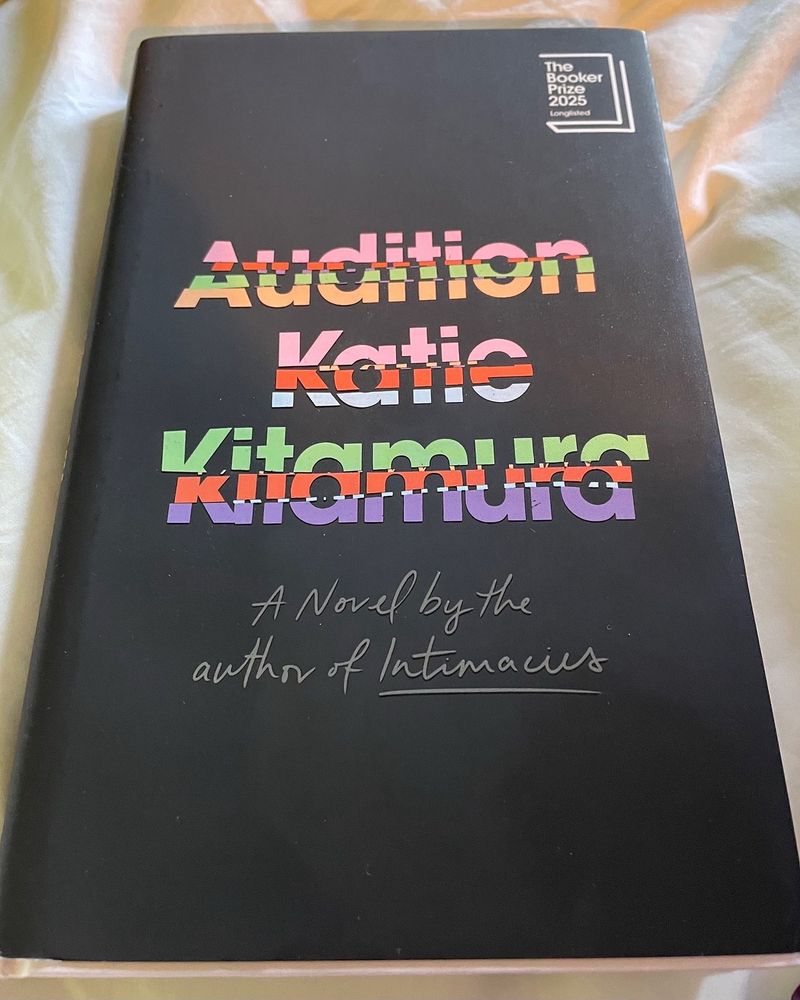 The
Booker
Prize
2025
Longlisted
Audition
Katie
Kitamura
A Novel by the
author of Intimacies